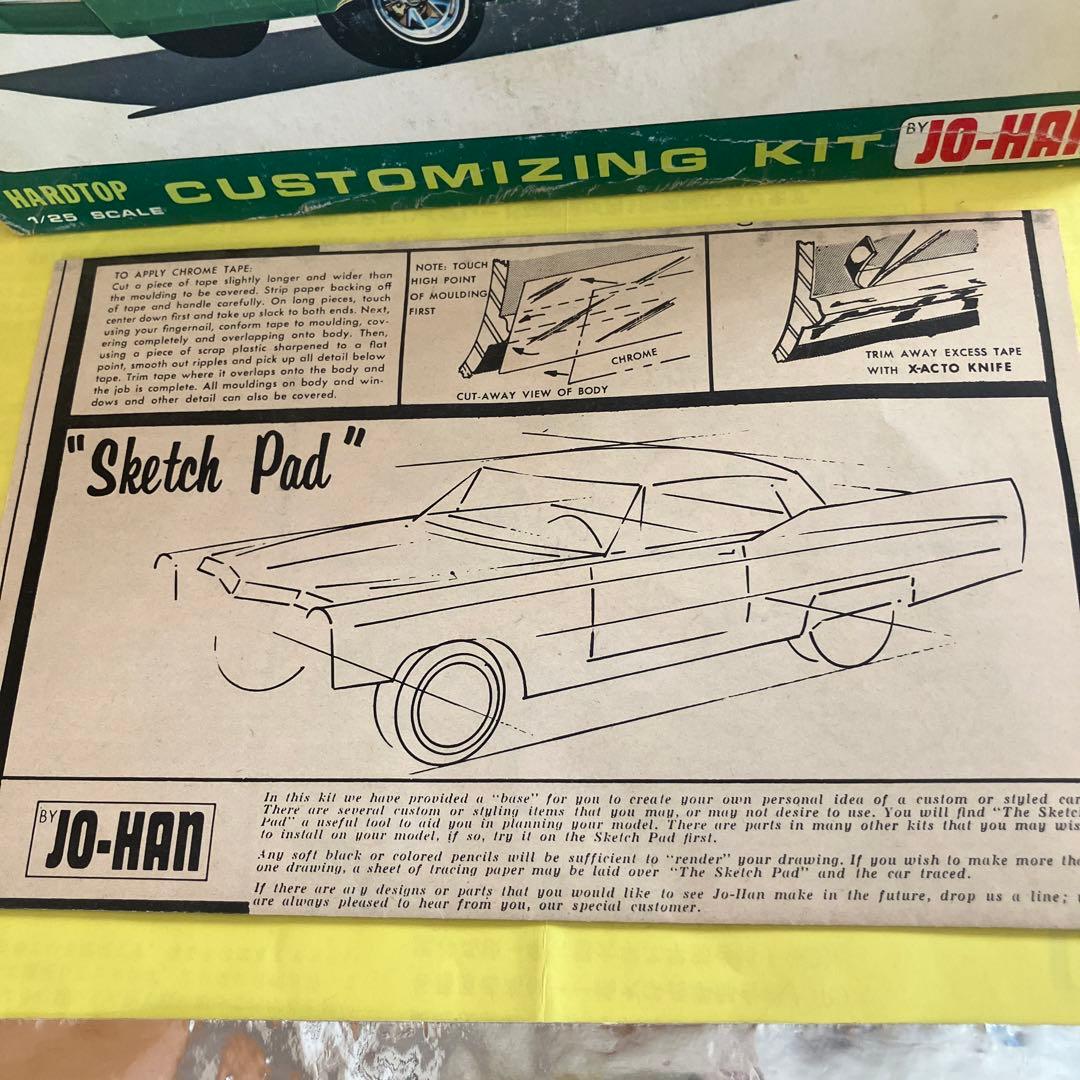 HARDTOP
1/25 SCALE
CUSTOMIZING KIT
BY
TO APPLY CHROME TAPE:
Cut a piece of tape slightly longer and wider than
the moulding to be covered. Strip paper backing off
of tape and handle carefully. On long pieces, touch
center down first and take up slack to both ends. Next,
using your fingernail, conform tape to moulding, cov-
ering completely and overlapping onto body. Then,
using a piece of scrap plastic sharpened to a flat
point, smooth out ripples and pick up all detail below
tape. Trim tape where it overlaps onto the body and
the job is complete. All mouldings on body and win-
dows and other detail can also be covered.
NOTE: TOUCH
HIGH POINT
OF MOULDING
FIRST
CHROME
CUT-AWAY VIEW OF BODY
TRIM AWAY EXCESS TAPE
WITH X-ACTO KNIFE
"Sketch Pad"
BY
JO-HAN
In this kit we have provided a "base" for you to create your own personal idea of a custom or styled car
There are several custom or styling items that you may, or may not desire to use. You will find "The
Pad" a useful tool to aid you in planning your model. There are parts in many other kits that you may
to install on your model, if so, try it on the Sketch Pad first.
Any soft black or colored pencils will be sufficient to "render" your drawing. If you wish to make more
one drawing, a sheet of tracing paper may be laid over "The Sketch Pad" and the car traced.
If there are any designs or parts that you would like to see Jo-Han make in the future, drop us a line;
are always pleased to hear from you, our special customer.